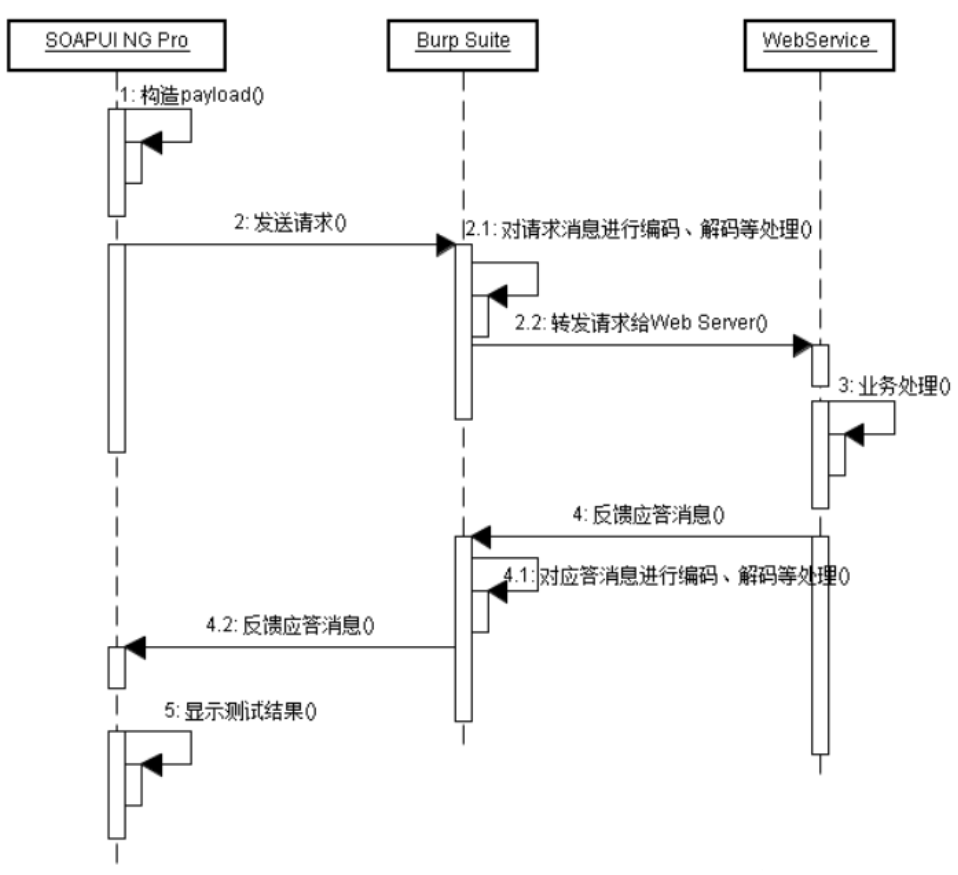 SOAPUI NG Pro
Burp Suite
WebService
1: 构造payload()
2: 发送请求()
2.1: 对请求消息进行编码、解码等处理()
2.2: 转发请求给Web Server()
3: 业务处理()
4: 反馈应答消息()
4.1: 对应答消息进行编码、解码等处理()
4.2: 反馈应答消息()
5: 显示测试结果()